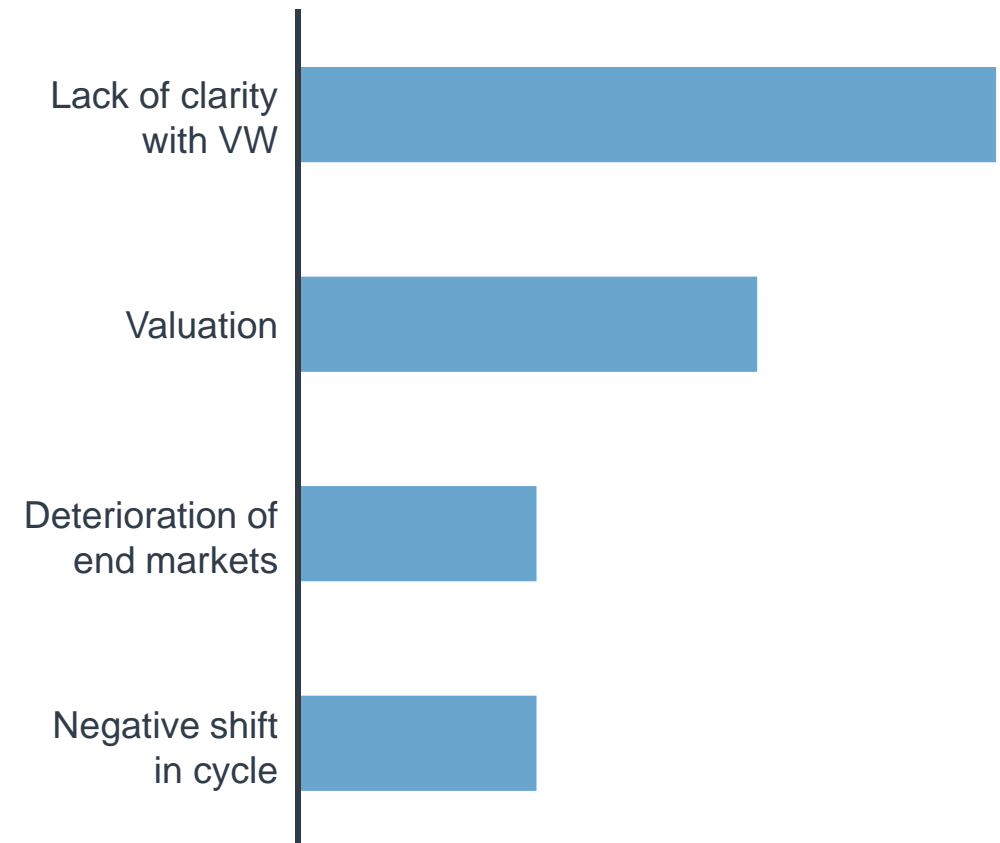 Lack of clarity
with VW
Valuation
Deterioration of
end markets
Negative shift
in cycle